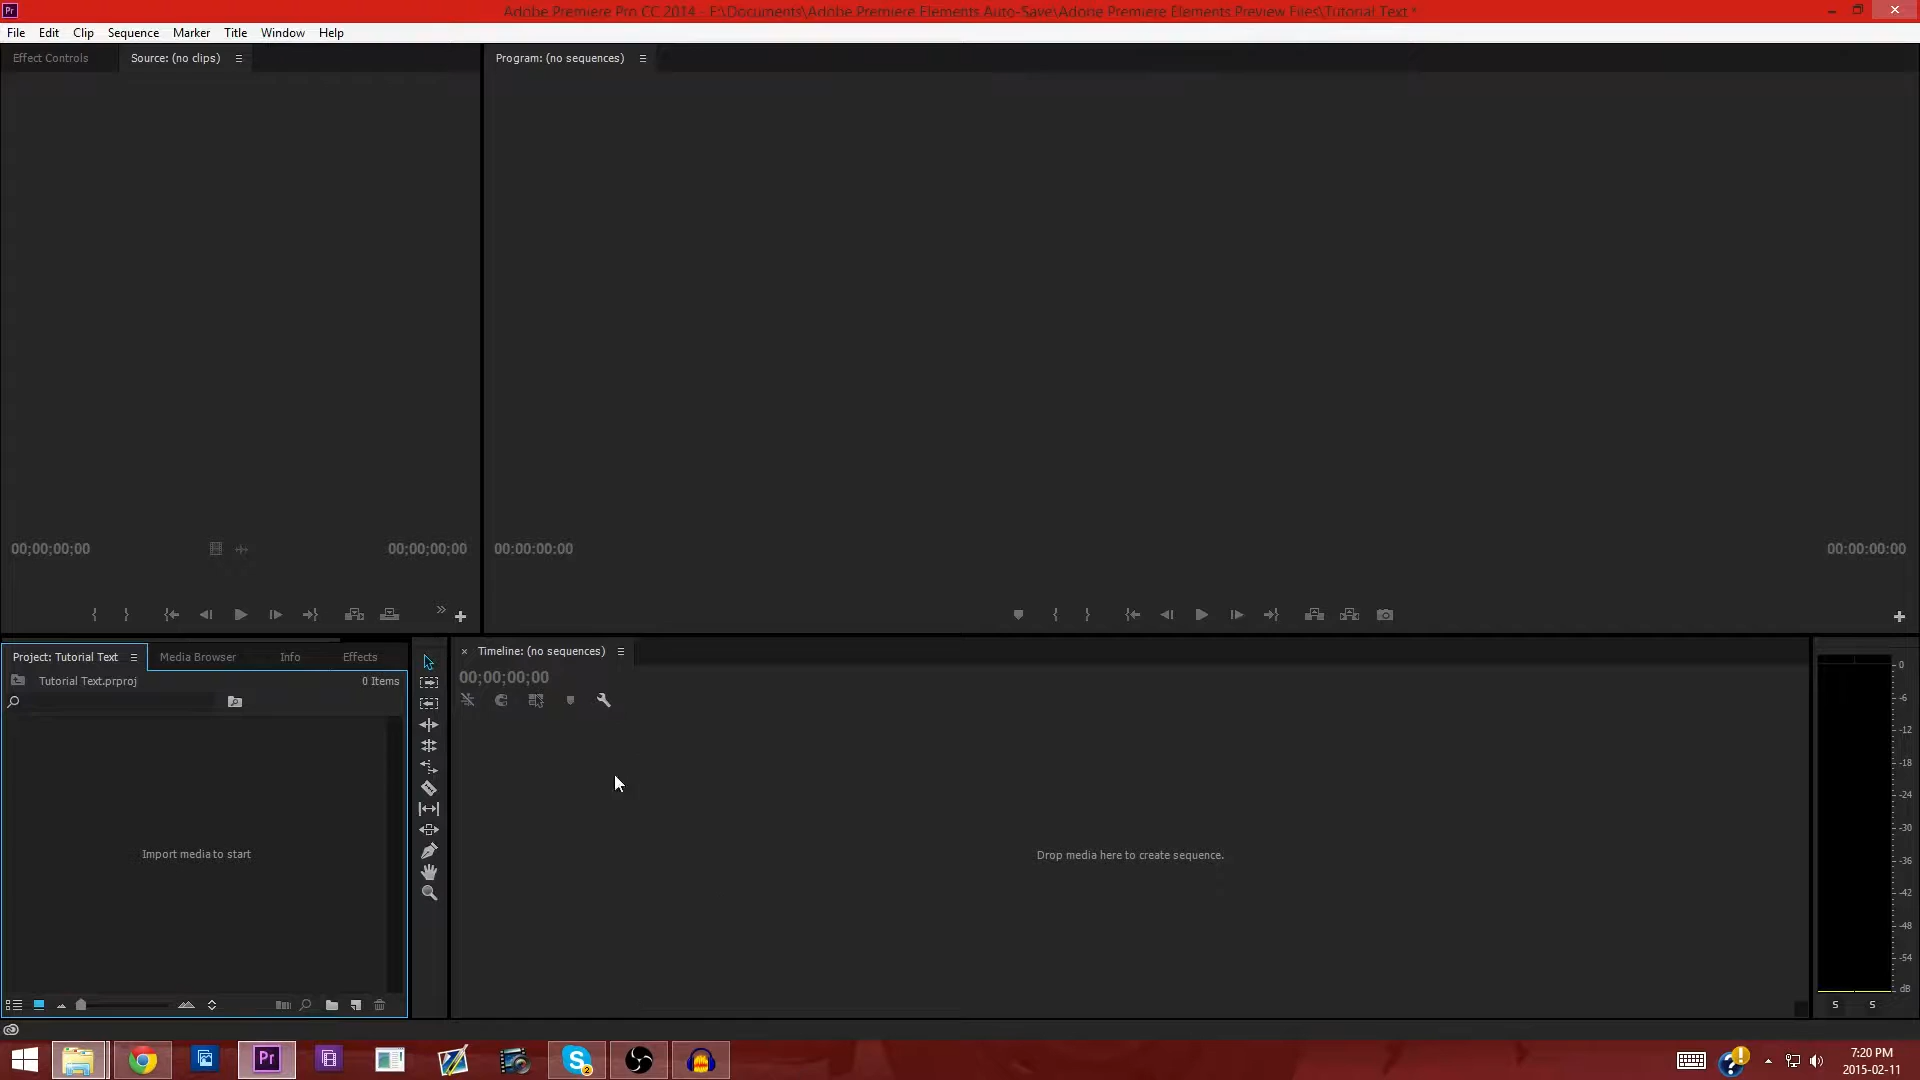 Pr
Adobe Premiere Pro CC 2014 - E:\Documents\Adobe Premiere Elements Auto-Save\Adone Premiere Elements Preview Files\Tutorial Text *
File Edit Clip Sequence Marker Title Window Help
Effect Controls Source: (no clips) Program: (no sequences)
00;00;00;00 00;00;00;00 00:00:00:00 00:00:00:00
Project: Tutorial Text Media Browser Info Effects
Tutorial Text.prproj 0 Items
Import media to start
Timeline: (no sequences)
00;00;00;00
Drop media here to create sequence.
0
-6
-12
-18
-24
-30
-36
-42
-48
-54
dB
S S
Pr
S
2
7:20 PM
2015-02-11